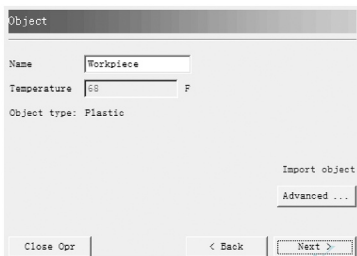 Object
Name Workpiece
Temperature 68 F
Object type: Plastic
Import object
Advanced ...
Close Opr < Back Next >